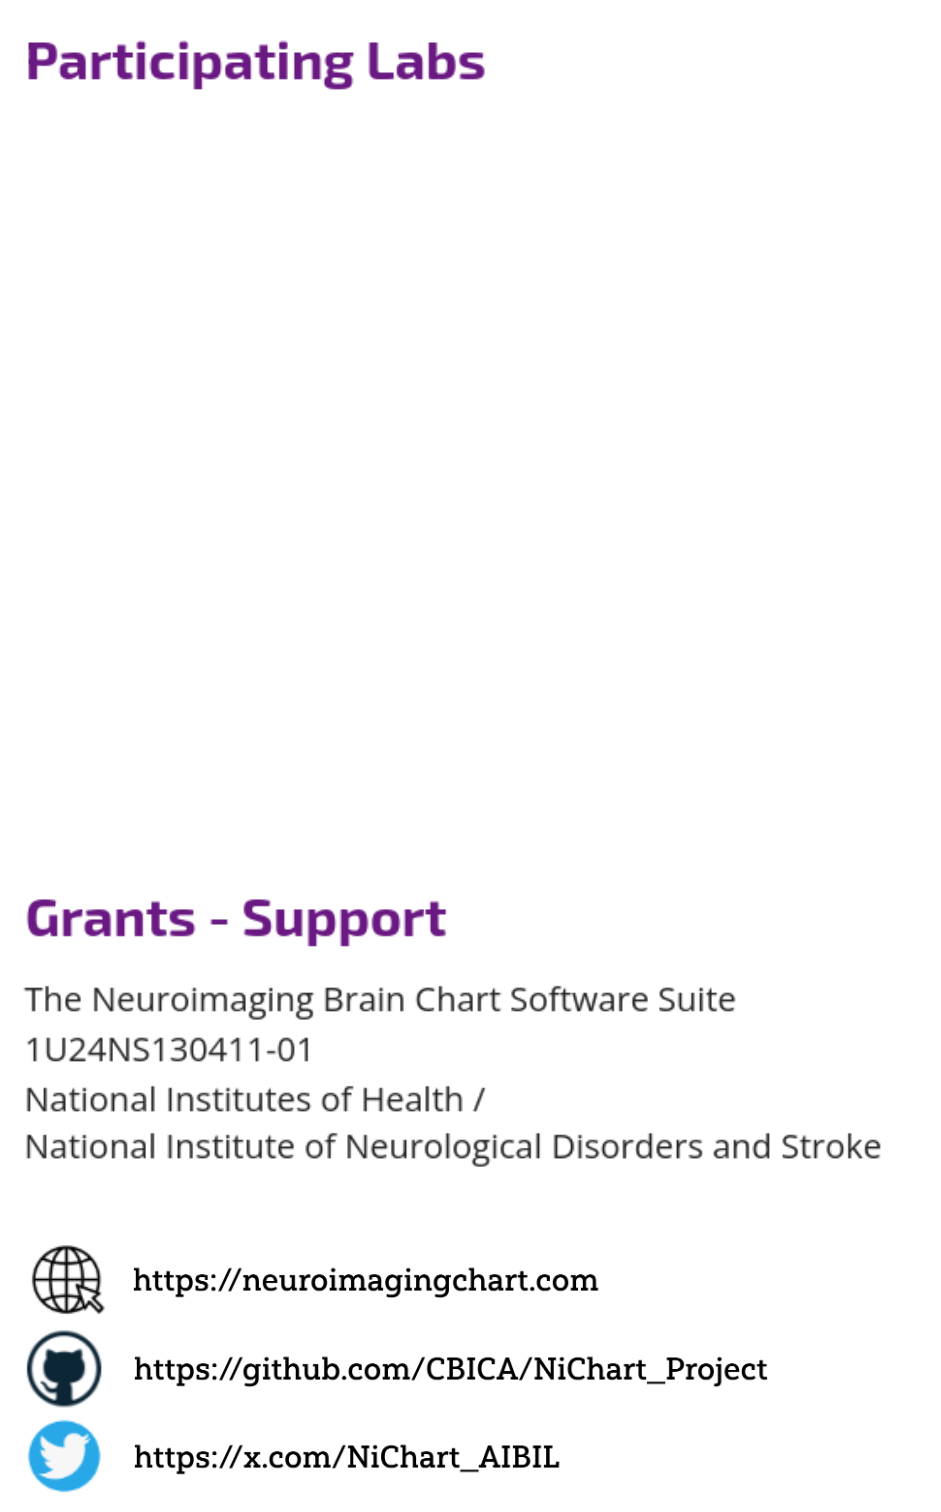 Participating Labs
Grants - Support
The Neuroimaging Brain Chart Software Suite
1U24NS130411-01
National Institutes of Health /
National Institute of Neurological Disorders and Stroke
https://neuroimagingchart.com
https://github.com/CBICA/NiChart_Project
https://x.com/NiChart_AIBIL